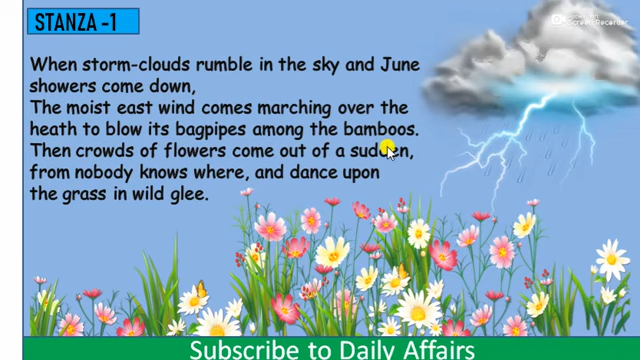 STANZA -1
When storm-clouds rumble in the sky and June
showers come down,
The moist east wind comes marching over the
heath to blow its bagpipes among the bamboos.
Then crowds of flowers come out of a sudden,
from nobody knows where, and dance upon
the grass in wild glee.
Subscribe to Daily Affairs